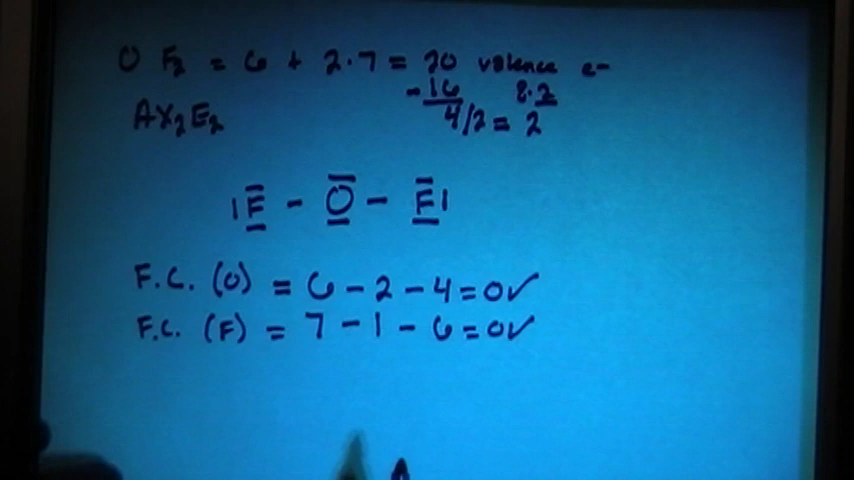 O F₂ = 6 + 2·7 = 20 valence e-
-16 8·2
AX₂E₂ 4/2 = 2
|F - O - F|
F.C. (O) = 6 - 2 - 4 = 0✓
F.C. (F) = 7 - 1 - 6 = 0✓